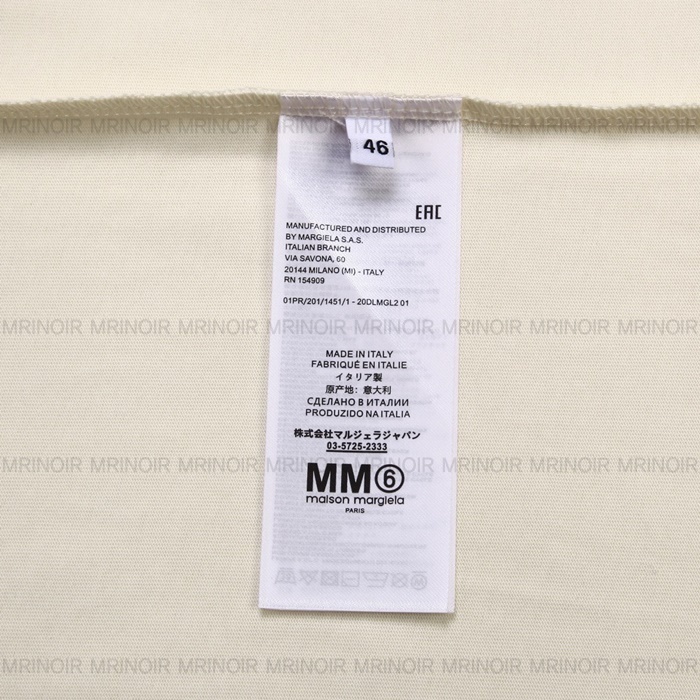 MRINOIR MRINOIR MRINOIR MRINOIR MRINOIR MRINOIR MRINOIR MRINOIR
46
EAC
MANUFACTURED AND DISTRIBUTED
BY MARGIELA S.A.S.
ITALIAN BRANCH
VIA SAVONA, 60
20144 MILANO (MI) - ITALY
RN 154909
01PR/201/1451/1 - 20DLMGL2 01
MRINOIR MRINOIR MRINOIR MRINOIR MRINOIR MRINOIR MRINOIR MRINOIR
MADE IN ITALY
FABRIQUÉ EN ITALIE
イタリア製
原产地：意大利
СДЕЛАНО В ИТАЛИИ
PRODUZIDO NA ITALIA
株式会社マルジェラジャパン
03-5725-2333
MRINOIR MRINOIR MRINOIR MRINOIR MRINOIR MRINOIR MRINOIR MRINOIR
MM⑥
maison margiela
PARIS
MRINOIR MRINOIR MRINOIR MRINOIR MRINOIR MRINOIR MRINOIR MRINOIR